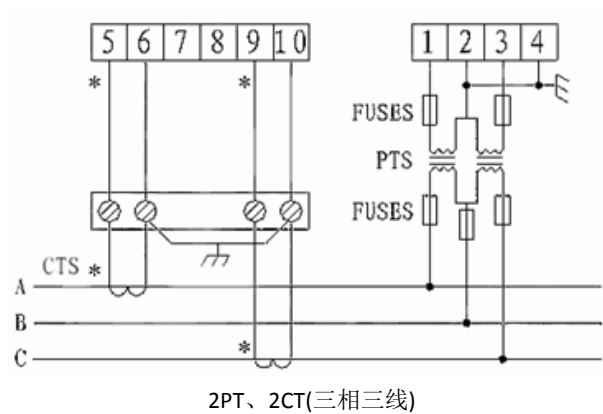 5 6 7 8 9 10
1 2 3 4
*
*
FUSES
PTS
FUSES
CTS *
A
B
C
*
2PT、2CT(三相三线)